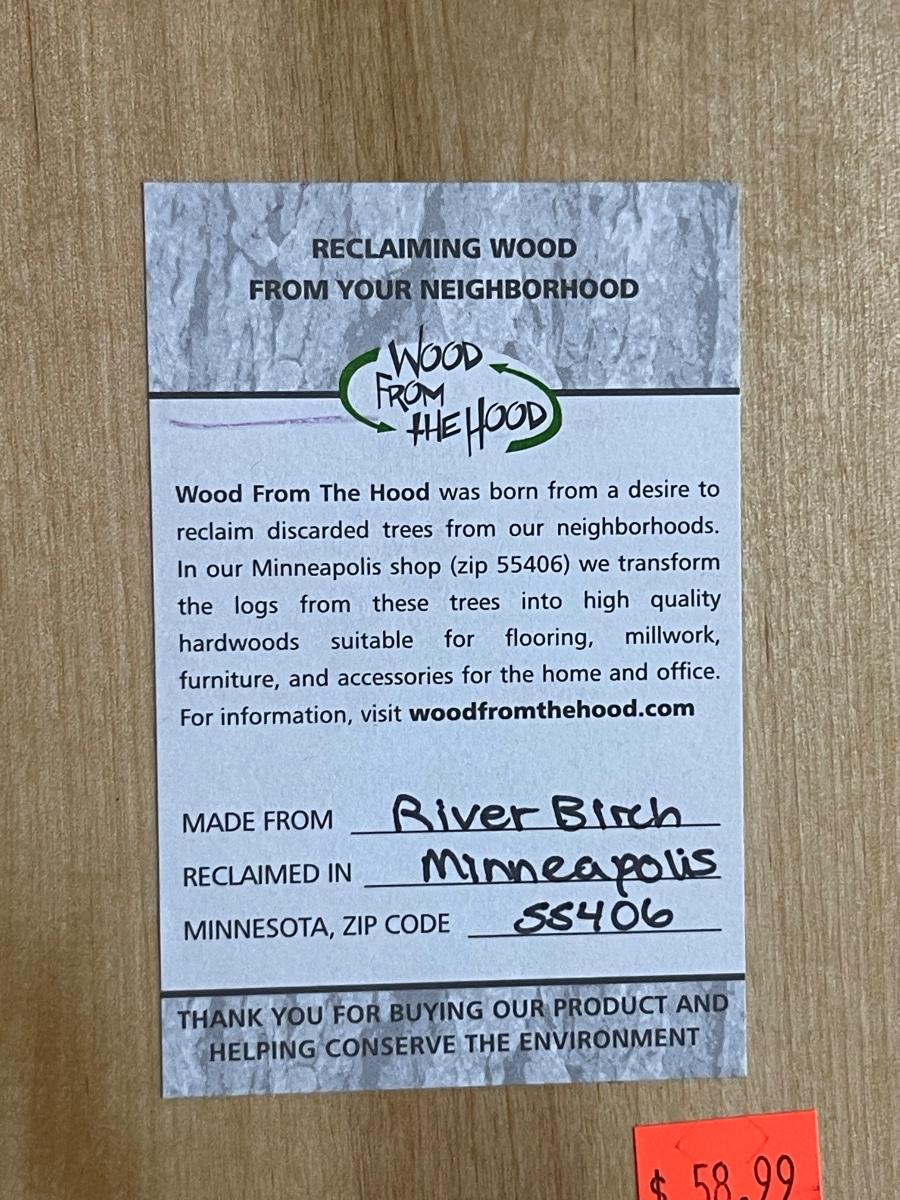 RECLAIMING WOOD
FROM YOUR NEIGHBORHOOD
WOOD
FROM
THE HOOD
Wood From The Hood was born from a desire to
reclaim discarded trees from our neighborhoods.
In our Minneapolis shop (zip 55406) we transform
the logs from these trees into high quality
hardwoods suitable for flooring, millwork,
furniture, and accessories for the home and office.
For information, visit woodfromthehood.com
MADE FROM River Birch
RECLAIMED IN Minneapolis
MINNESOTA, ZIP CODE 55406
THANK YOU FOR BUYING OUR PRODUCT AND
HELPING CONSERVE THE ENVIRONMENT
$ 58.99